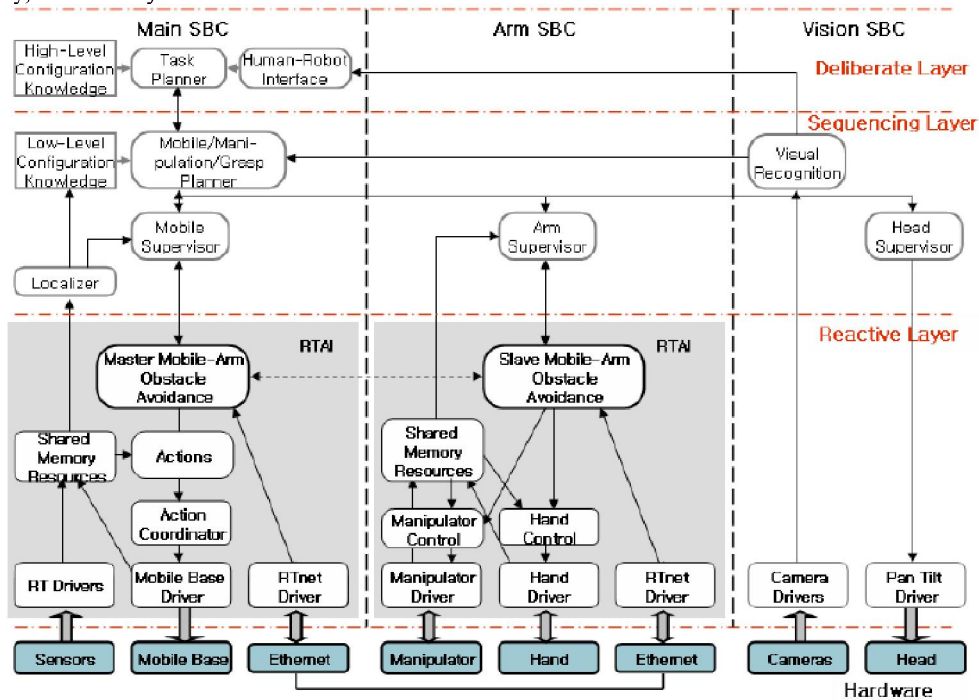 Main SBC
Arm SBC
Vision SBC
High-Level
Configuration
Knowledge
Task
Planner
Human-Robot
Interface
Deliberate Layer
Sequencing Layer
Low-Level
Configuration
Knowledge
Mobile/Mani-
pulation/Grasp
Planner
Visual
Recognition
Mobile
Supervisor
Arm
Supervisor
Head
Supervisor
Localizer
Reactive Layer
RTAI
RTAI
Master Mobile-Arm
Obstacle
Avoidance
Slave Mobile-Arm
Obstacle
Avoidance
Shared
Memory
Resources
Actions
Shared
Memory
Resources
Action
Coordinator
Manipulator
Control
Hand
Control
RT Drivers
Mobile Base
Driver
RTnet
Driver
Manipulator
Driver
Hand
Driver
RTnet
Driver
Camera
Drivers
Pan Tilt
Driver
Sensors
Mobile Base
Ethernet
Manipulator
Hand
Ethernet
Cameras
Head
Hardware